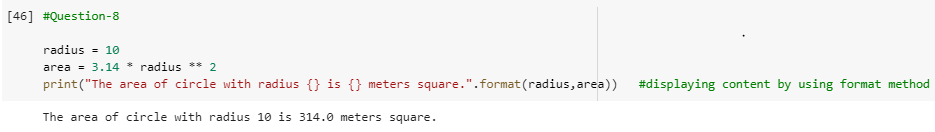 [46] #Question-8
radius = 10
area = 3.14 * radius ** 2
print("The area of circle with radius {} is {} meters square.".format(radius,area))   #displaying content by using format method
The area of circle with radius 10 is 314.0 meters square.